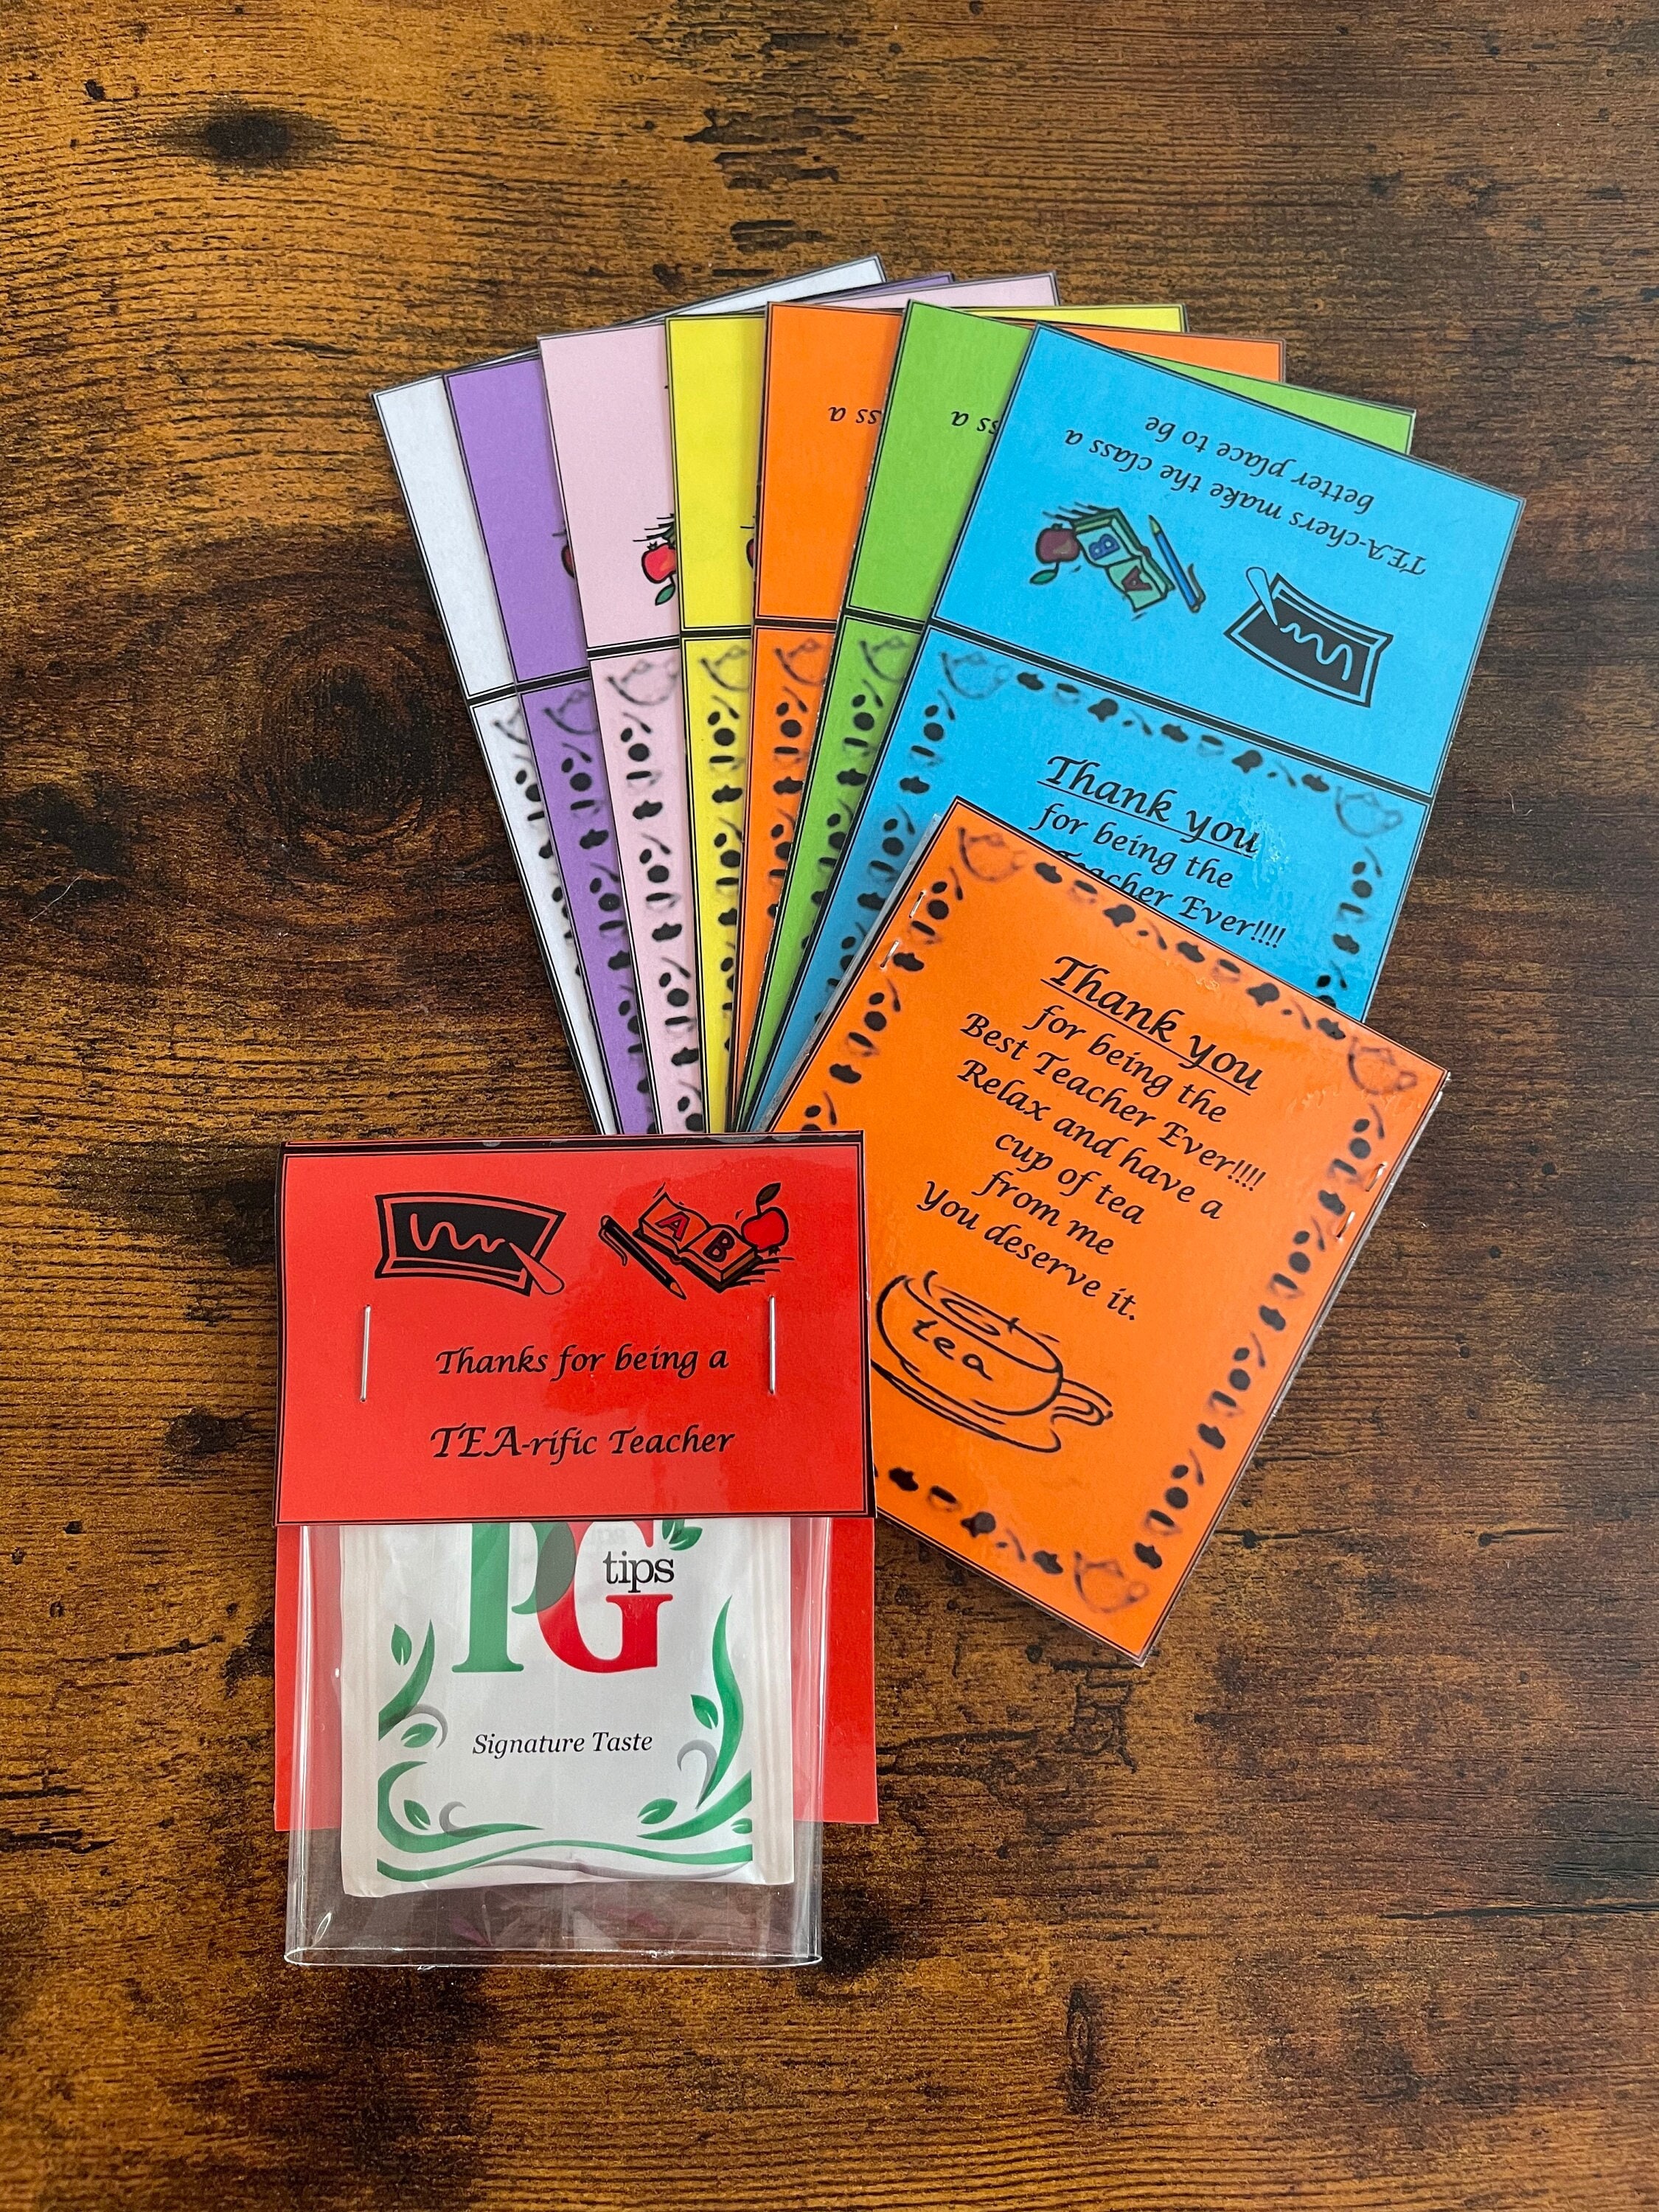 TEA-chers make the class a
better place to be
B
A
ss a
ss a
Thank you
for being the
Teacher Ever!!!!
Thank you
for being the
Best Teacher Ever!!!!
Relax and have a
cup of tea
from me
You deserve it.
tea
A B
Thanks for being a
TEA-rific Teacher
PG
tips
Signature Taste